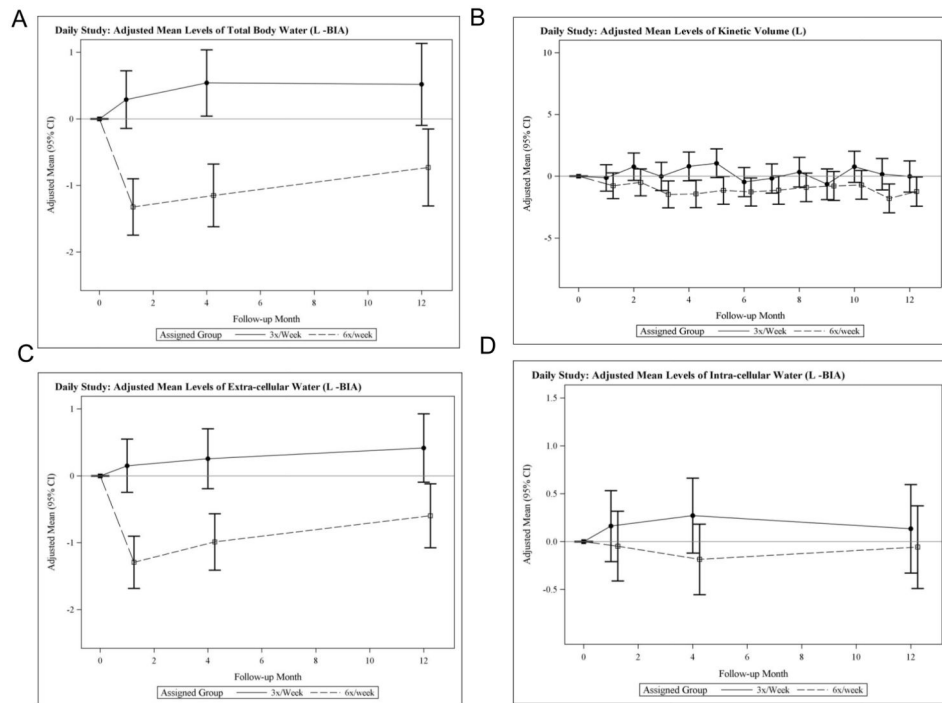 A
Daily Study: Adjusted Mean Levels of Total Body Water (L -BIA)
Adjusted Mean (95% CI)
1
0
-1
-2
0 2 4 6 8 10 12
Follow-up Month
Assigned Group 3x/Week 6x/week
B
Daily Study: Adjusted Mean Levels of Kinetic Volume (L)
Adjusted Mean (95% CI)
10
5
0
-5
0 2 4 6 8 10 12
Follow-up Month
Assigned Group 3x/Week 6x/week
C
Daily Study: Adjusted Mean Levels of Extra-cellular Water (L -BIA)
Adjusted Mean (95% CI)
1
0
-1
-2
0 2 4 6 8 10 12
Follow-up Month
Assigned Group 3x/Week 6x/week
D
Daily Study: Adjusted Mean Levels of Intra-cellular Water (L -BIA)
Adjusted Mean (95% CI)
1.5
1.0
0.5
0.0
-0.5
0 2 4 6 8 10 12
Follow-up Month
Assigned Group 3x/Week 6x/week